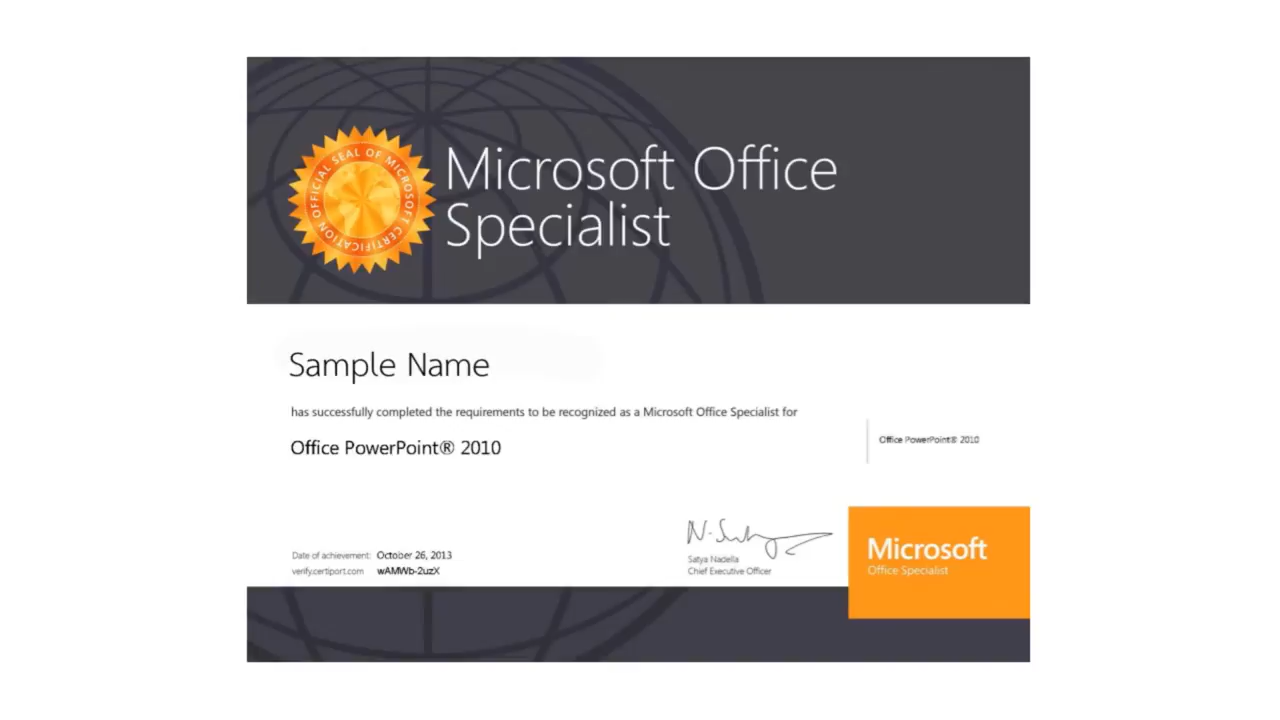 OFFICIAL SEAL OF MICROSOFT CERTIFICATION
Microsoft Office
Specialist
Sample Name
has successfully completed the requirements to be recognized as a Microsoft Office Specialist for
Office PowerPoint® 2010
Office PowerPoint® 2010
N. Satya
Satya Nadella
Chief Executive Officer
Date of achievement: October 26, 2013
verify.certiport.com wAMWb-2uzX
Microsoft
Office Specialist